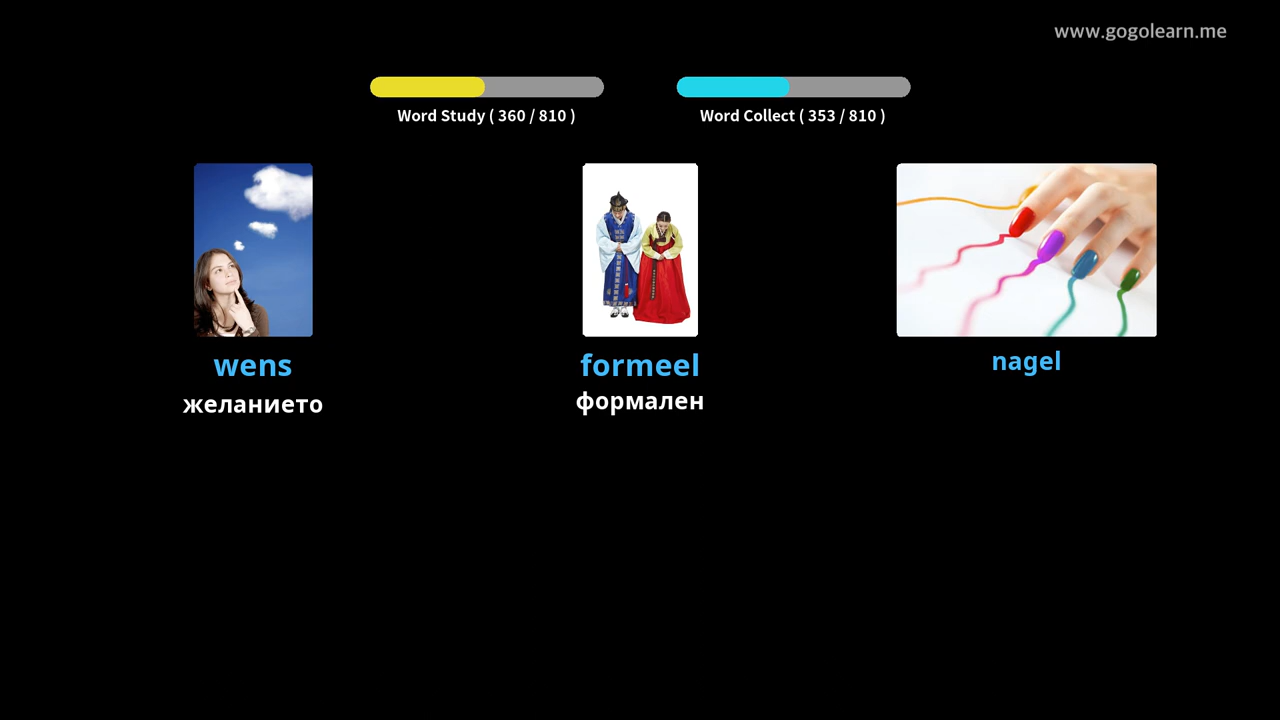 www.gogolearn.me
Word Study ( 360 / 810 )
Word Collect ( 353 / 810 )
wens
formeel
nagel
желанието
формален